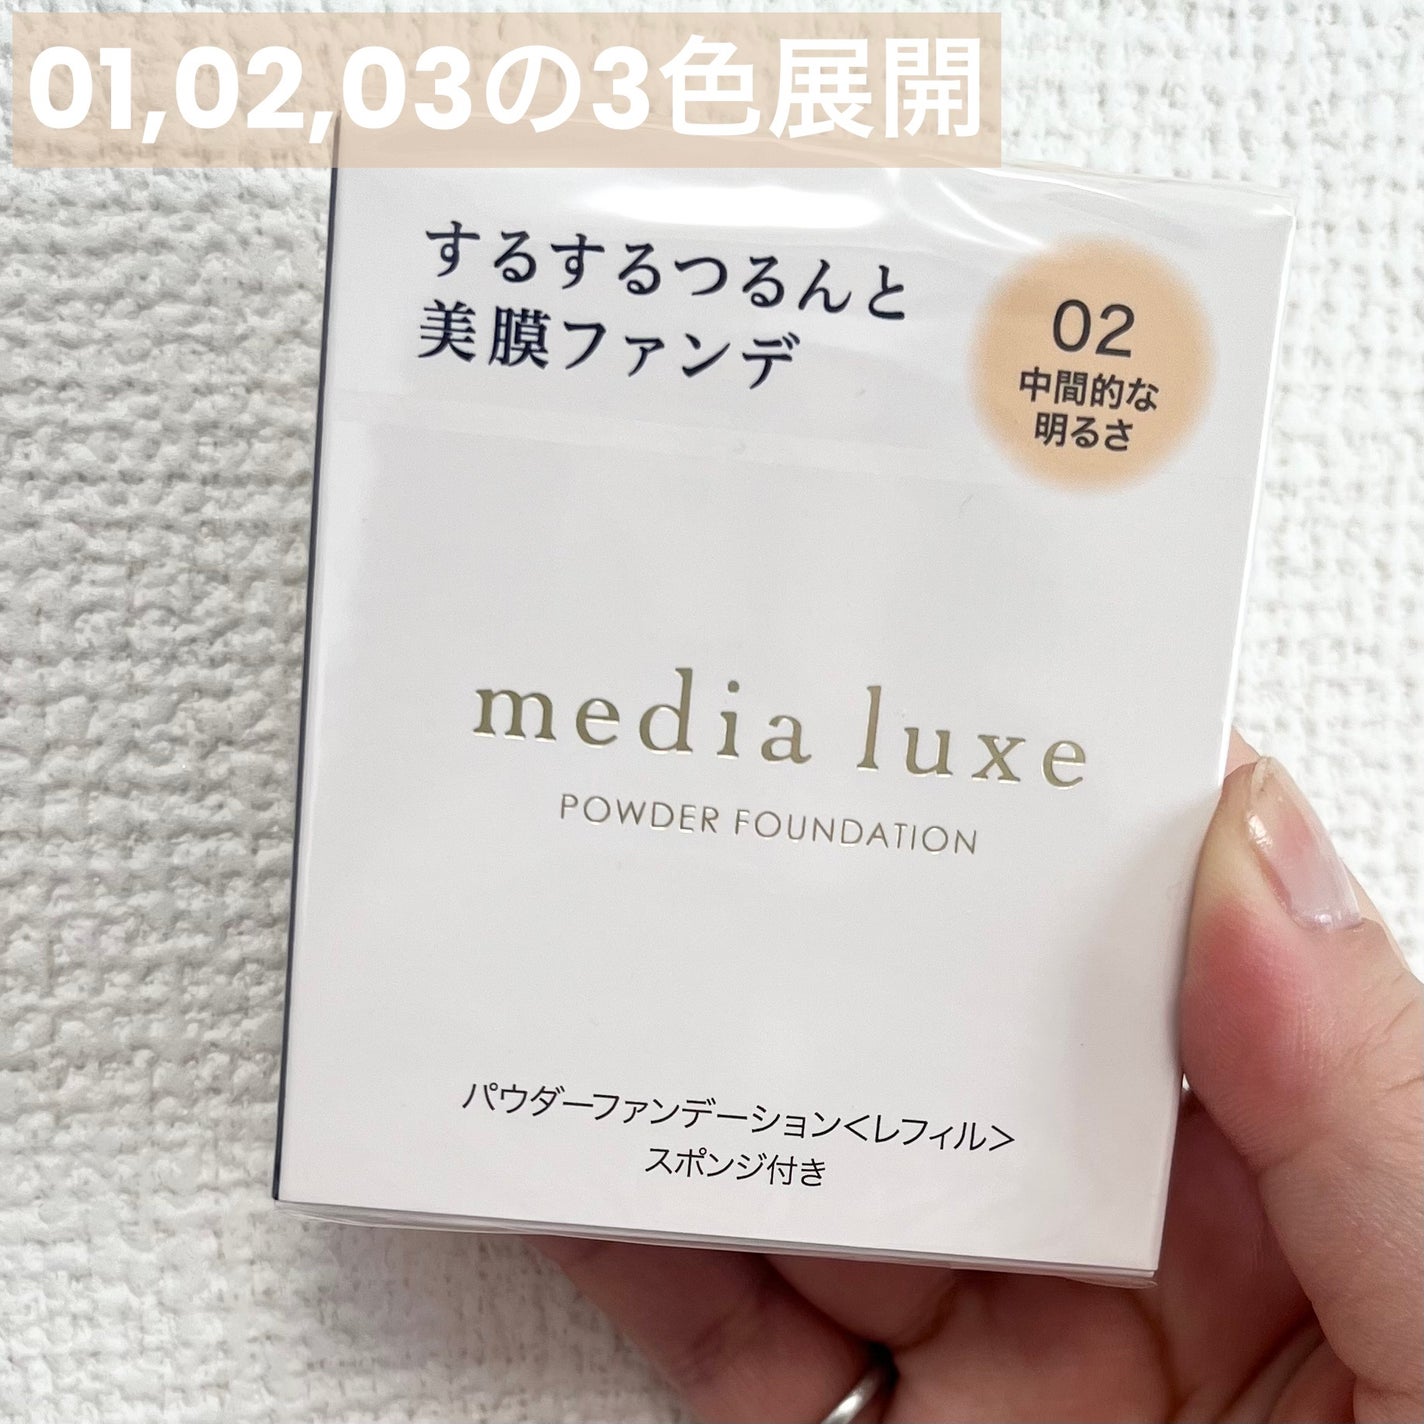 01,02,03の3色展開
するするつるんと
美膜ファンデ
02
中間的な
明るさ
media luxe
POWDER FOUNDATION
パウダーファンデーション<レフィル>
スポンジ付き